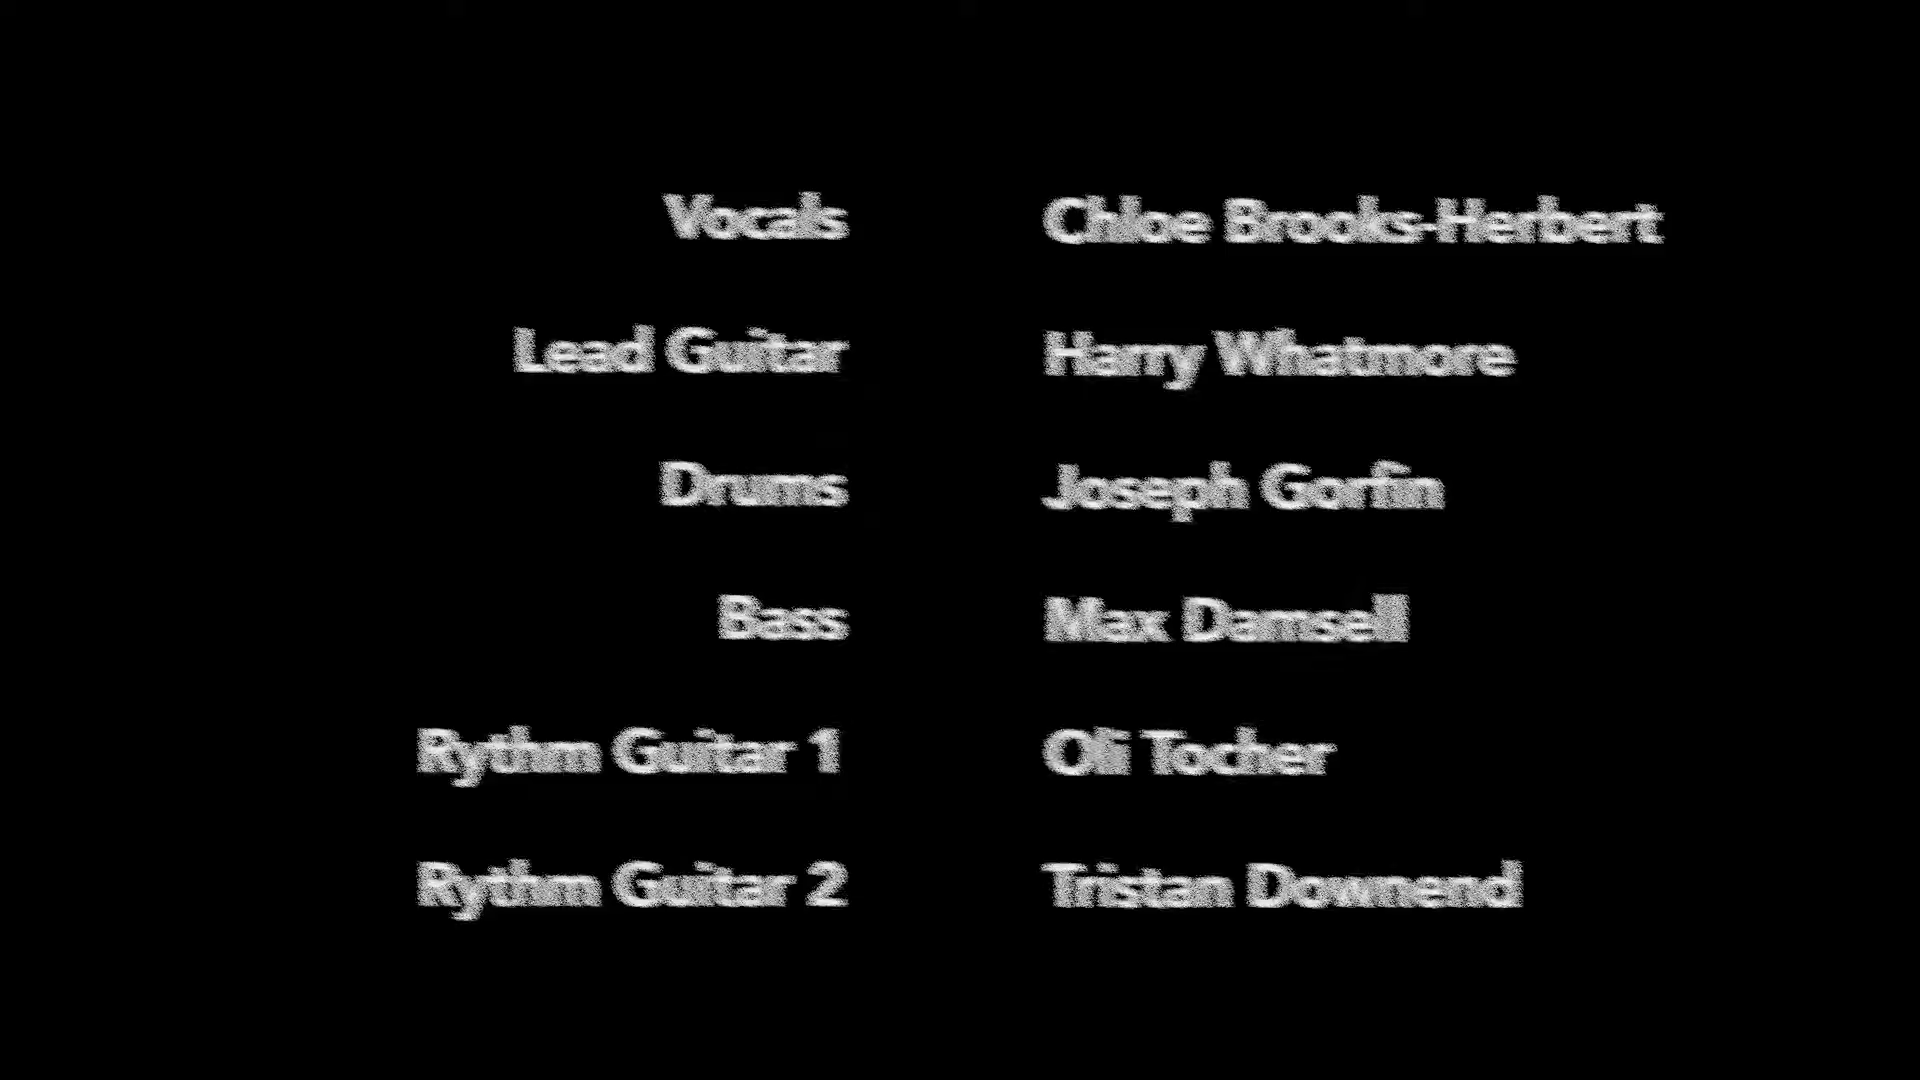 Vocals Chloe Brooks-Herbert
Lead Guitar Harry Whatmore
Drums Joseph Gorfin
Bass Max Damsell
Rythm Guitar 1 Oli Tocher
Rythm Guitar 2 Tristan Downend